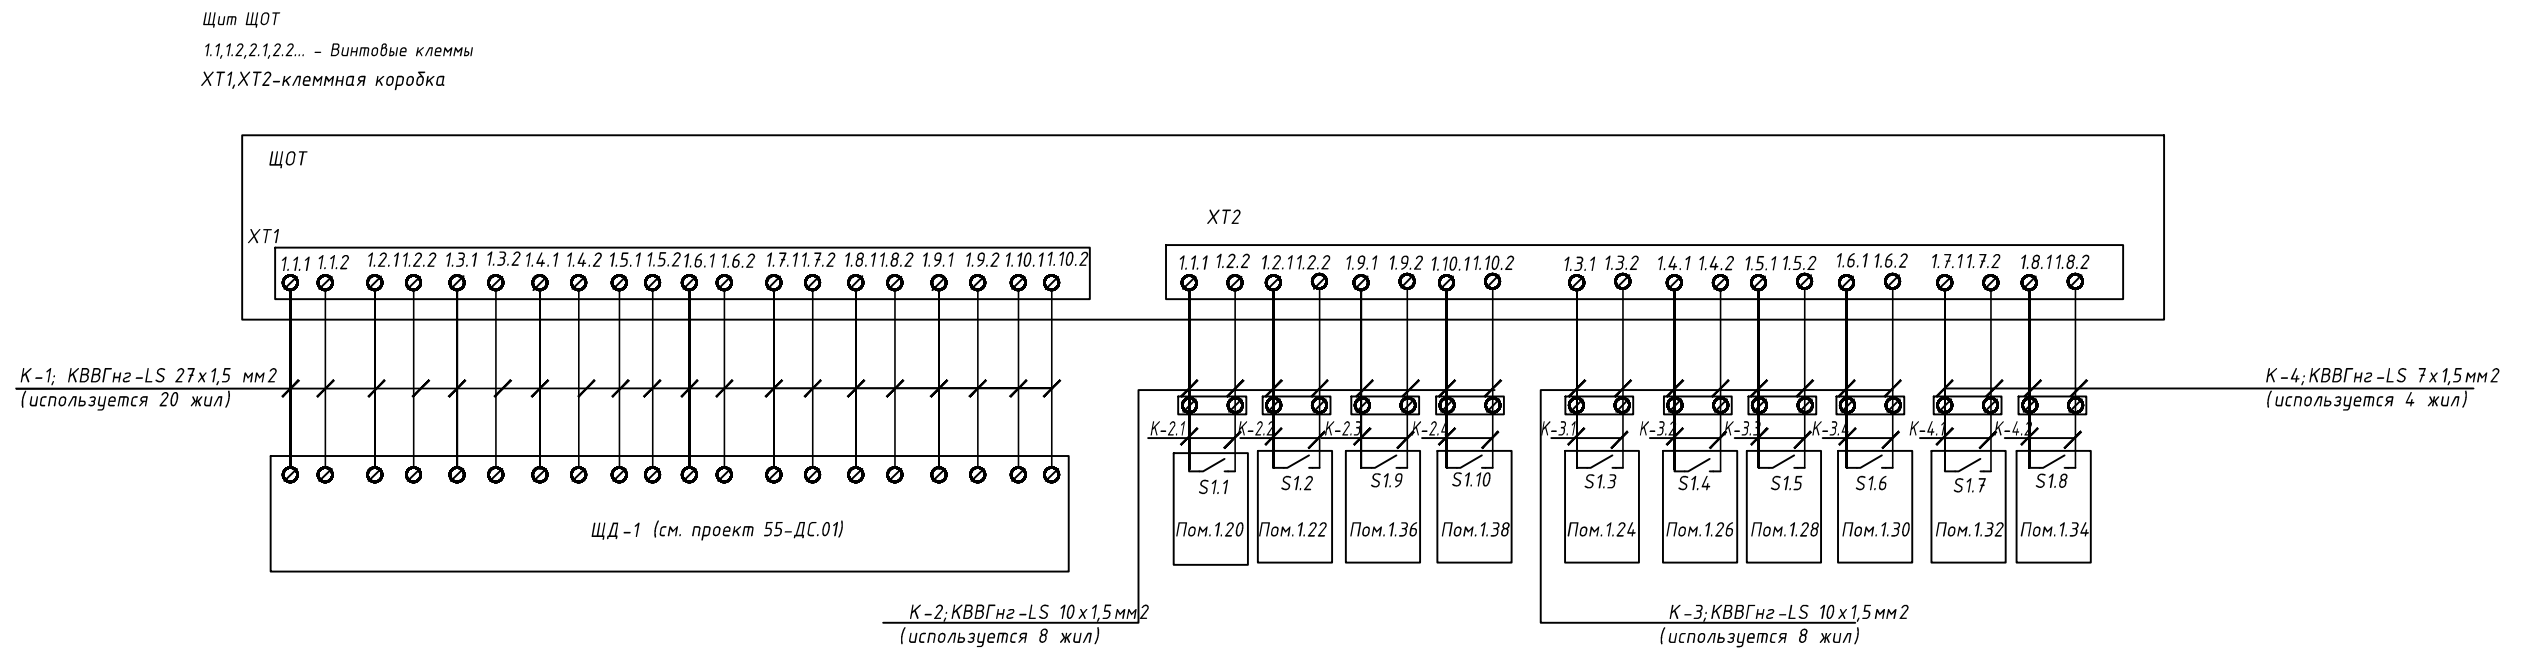 Щит ЩОТ
1.1,1.2,2.1,2.2... - Винтовые клеммы
ХТ1,ХТ2-клеммная коробка
ЩОТ
ХТ2
ХТ1
1.1.1 1.1.2 1.2.1 1.2.2 1.3.1 1.3.2 1.4.1 1.4.2 1.5.1 1.5.2 1.6.1 1.6.2 1.7.1 1.7.2 1.8.1 1.8.2 1.9.1 1.9.2 1.10.1 1.10.2
1.1.1 1.2.2 1.2.1 1.2.2 1.9.1 1.9.2 1.10.1 1.10.2 1.3.1 1.3.2 1.4.1 1.4.2 1.5.1 1.5.2 1.6.1 1.6.2 1.7.1 1.7.2 1.8.1 1.8.2
К-1; КВВГнг-LS 27х1,5 мм2
(используется 20 жил)
К-4;КВВГнг-LS 7х1,5мм2
(используется 4 жил)
К-2.1 К-2.2 К-2.3 К-2.4 К-3.1 К-3.2 К-3.3 К-3.4 К-4.1 К-4.2
S1.1 S1.2 S1.9 S1.10 S1.3 S1.4 S1.5 S1.6 S1.7 S1.8
ЩД-1 (см. проект 55-ДС.01)
Пом.1.20 Пом.1.22 Пом.1.36 Пом.1.38 Пом.1.24 Пом.1.26 Пом.1.28 Пом.1.30 Пом.1.32 Пом.1.34
К-2;КВВГнг-LS 10х1,5мм2
(используется 8 жил)
К-3;КВВГнг-LS 10х1,5мм2
(используется 8 жил)